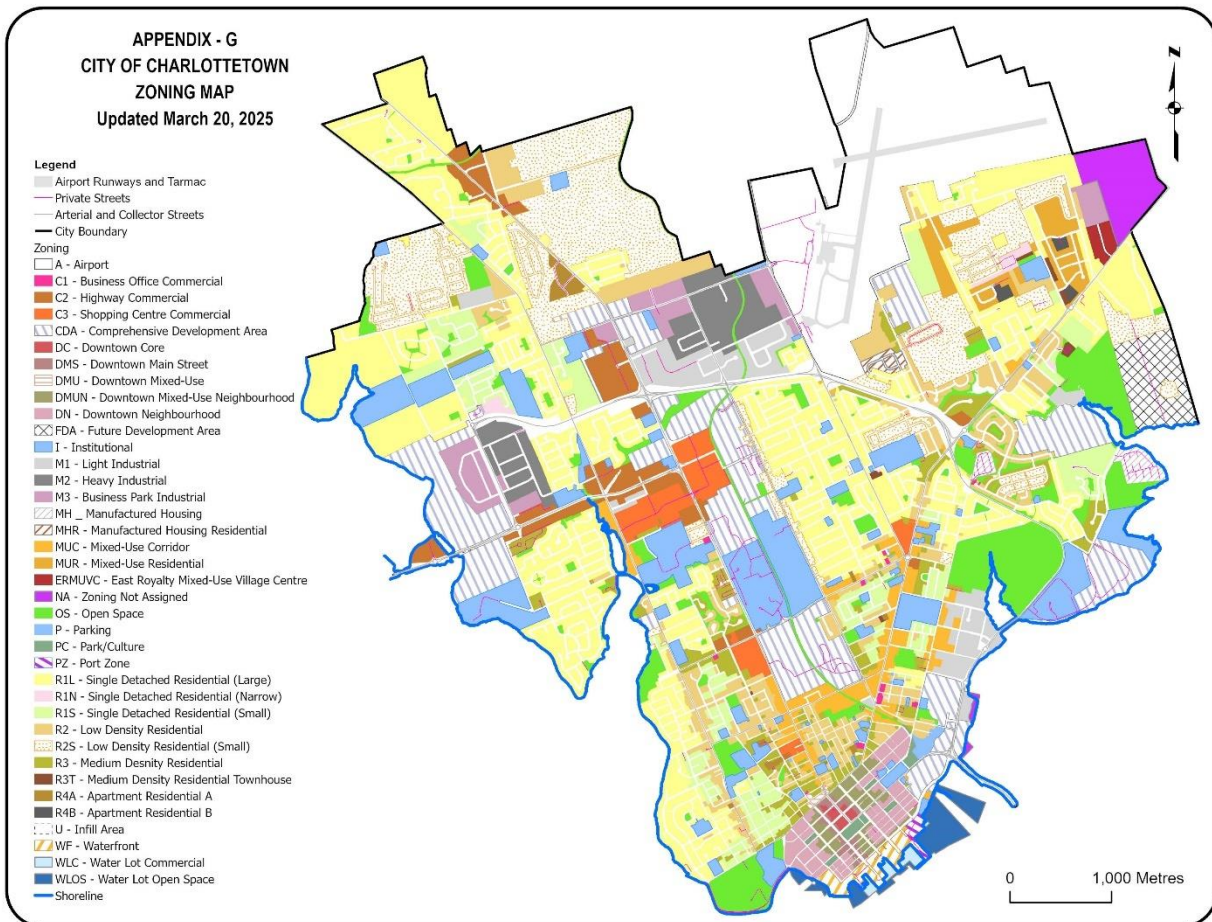 APPENDIX - G
CITY OF CHARLOTTETOWN
ZONING MAP
Updated March 20, 2025
Legend
Airport Runways and Tarmac
Private Streets
Arterial and Collector Streets
City Boundary
Zoning
A - Airport
C1 - Business Office Commercial
C2 - Highway Commercial
C3 - Shopping Centre Commercial
CDA - Comprehensive Development Area
DC - Downtown Core
DMS - Downtown Main Street
DMU - Downtown Mixed-Use
DMUN - Downtown Mixed-Use Neighbourhood
DN - Downtown Neighbourhood
FDA - Future Development Area
I - Institutional
M1 - Light Industrial
M2 - Heavy Industrial
M3 - Business Park Industrial
MH _ Manufactured Housing
MHR - Manufactured Housing Residential
MUC - Mixed-Use Corridor
MUR - Mixed-Use Residential
ERMUVC - East Royalty Mixed-Use Village Centre
NA - Zoning Not Assigned
OS - Open Space
P - Parking
PC - Park/Culture
PZ - Port Zone
R1L - Single Detached Residential (Large)
R1N - Single Detached Residential (Narrow)
R1S - Single Detached Residential (Small)
R2 - Low Density Residential
R2S - Low Density Residential (Small)
R3 - Medium Desnity Residential
R3T - Medium Density Residential Townhouse
R4A - Apartment Residential A
R4B - Apartment Residential B
U - Infill Area
WF - Waterfront
WLC - Water Lot Commercial
WLOS - Water Lot Open Space
Shoreline
N
0 1,000 Metres